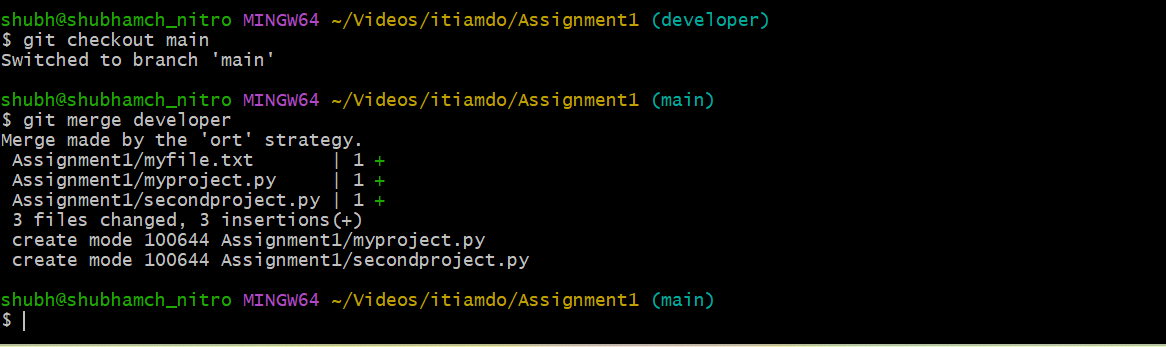 shubh@shubhamch_nitro MINGW64 ~/Videos/itiamdo/Assignment1 (developer)
$ git checkout main
Switched to branch 'main'
shubh@shubhamch_nitro MINGW64 ~/Videos/itiamdo/Assignment1 (main)
$ git merge developer
Merge made by the 'ort' strategy.
 Assignment1/myfile.txt       | 1 +
 Assignment1/myproject.py     | 1 +
 Assignment1/secondproject.py | 1 +
 3 files changed, 3 insertions(+)
 create mode 100644 Assignment1/myproject.py
 create mode 100644 Assignment1/secondproject.py
shubh@shubhamch_nitro MINGW64 ~/Videos/itiamdo/Assignment1 (main)
$